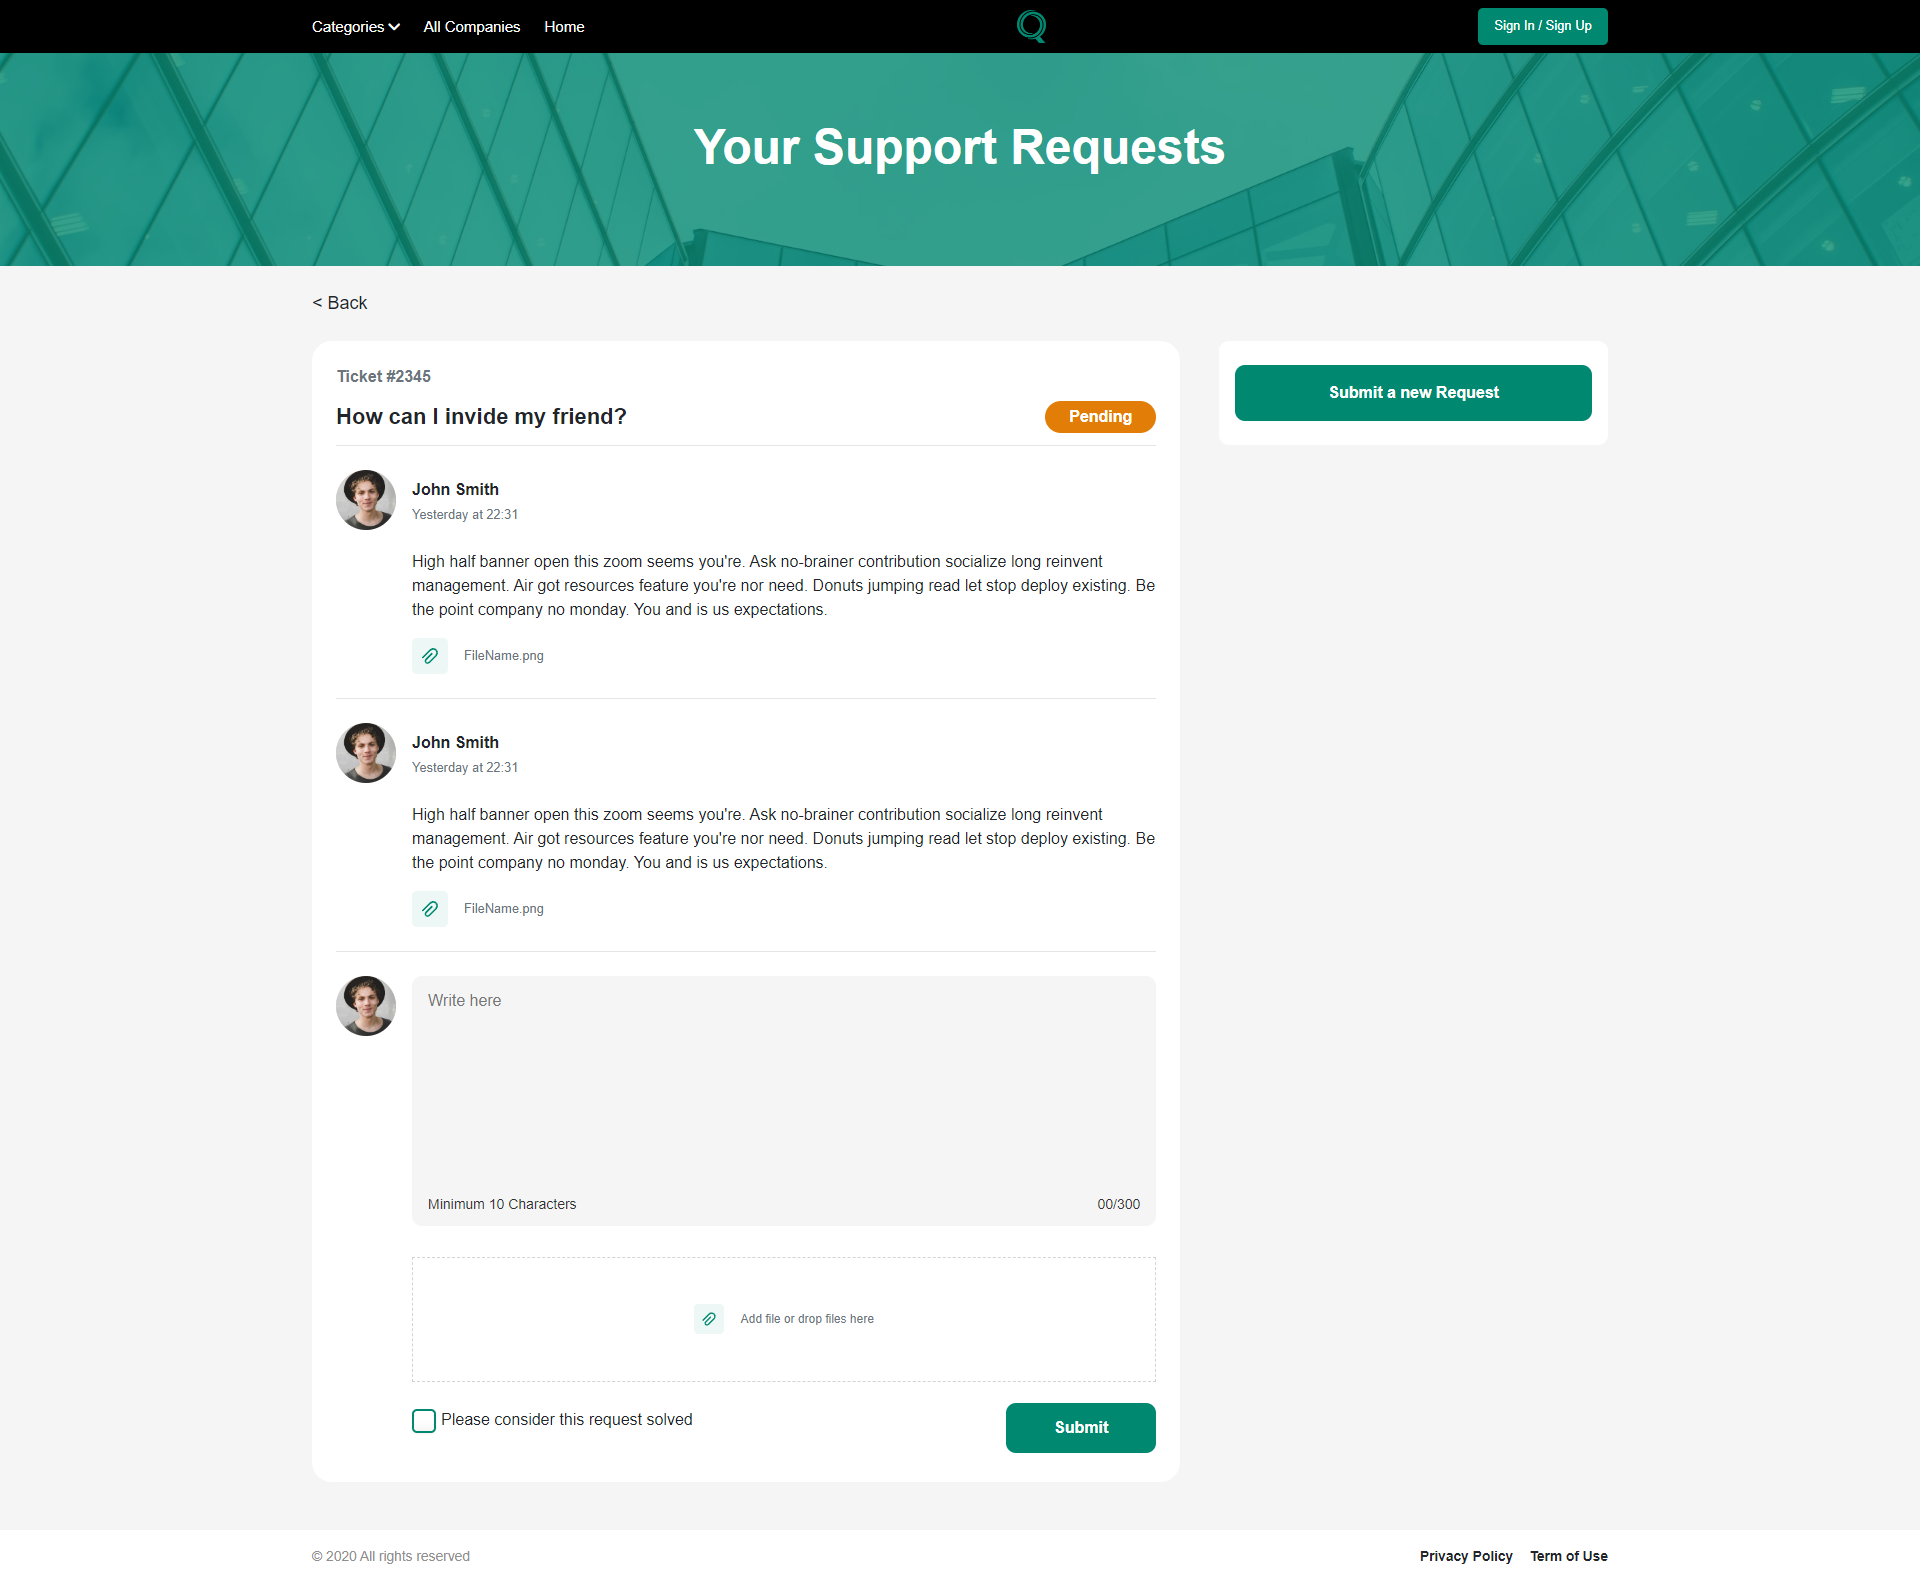 Categories
All Companies
Home
Sign In / Sign Up
Your Support Requests
< Back
Ticket #2345
How can I invide my friend?
Pending
Submit a new Request
John Smith
Yesterday at 22:31
High half banner open this zoom seems you're. Ask no-brainer contribution socialize long reinvent
management. Air got resources feature you're nor need. Donuts jumping read let stop deploy existing. Be
the point company no monday. You and is us expectations.
FileName.png
John Smith
Yesterday at 22:31
High half banner open this zoom seems you're. Ask no-brainer contribution socialize long reinvent
management. Air got resources feature you're nor need. Donuts jumping read let stop deploy existing. Be
the point company no monday. You and is us expectations.
FileName.png
Write here
Minimum 10 Characters
00/300
Add file or drop files here
Please consider this request solved
Submit
© 2020 All rights reserved
Privacy Policy
Term of Use